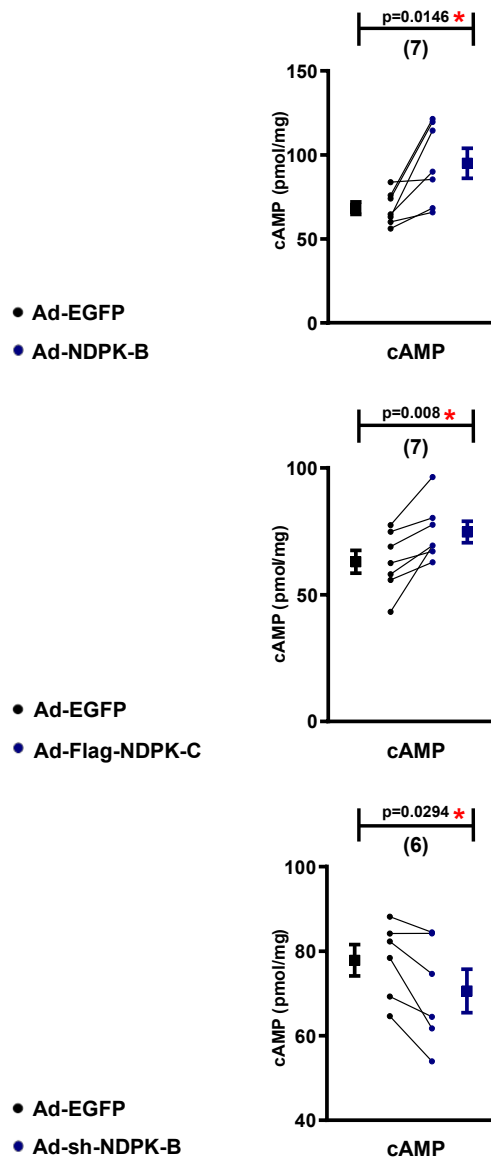 p=0.0146 *
(7)
150
100
50
0
cAMP (pmol/mg)
cAMP
Ad-EGFP
Ad-NDPK-B
p=0.008 *
(7)
100
50
0
cAMP (pmol/mg)
cAMP
Ad-EGFP
Ad-Flag-NDPK-C
p=0.0294 *
(6)
100
80
60
40
cAMP (pmol/mg)
cAMP
Ad-EGFP
Ad-sh-NDPK-B